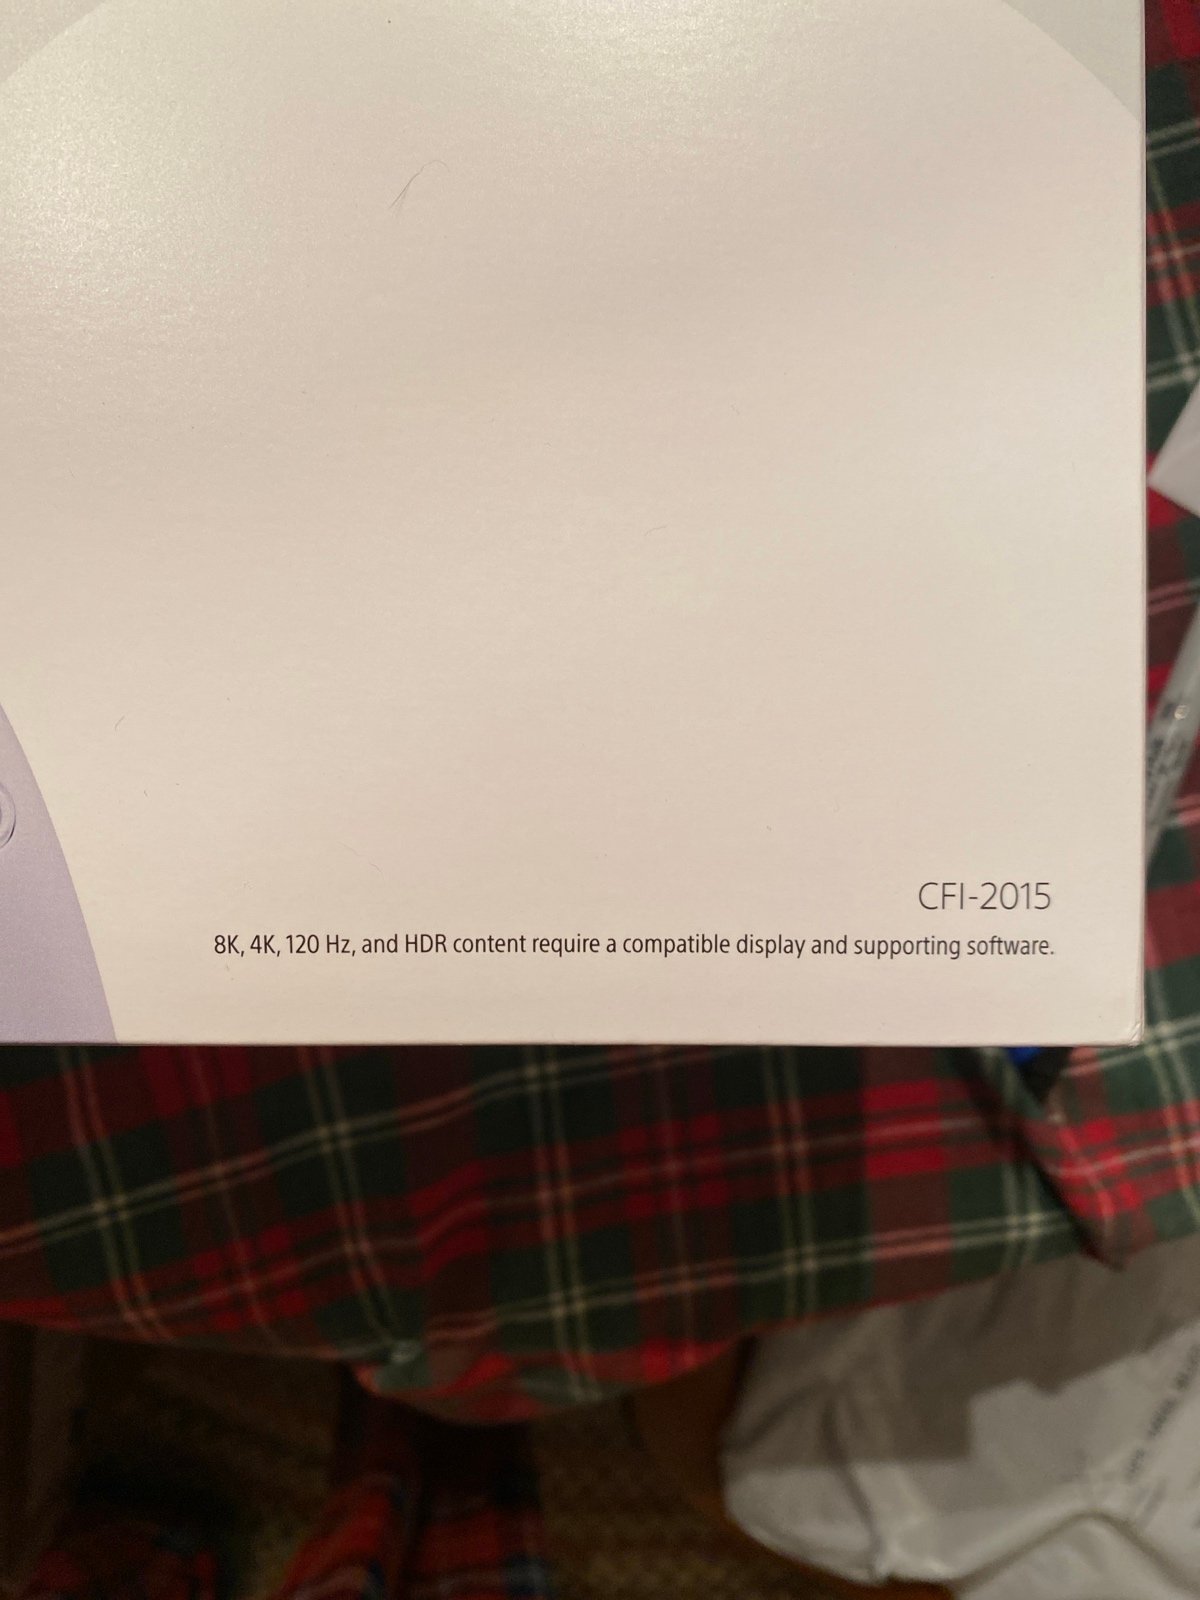 CFI-2015
8K, 4K, 120 Hz, and HDR content require a compatible display and supporting software.